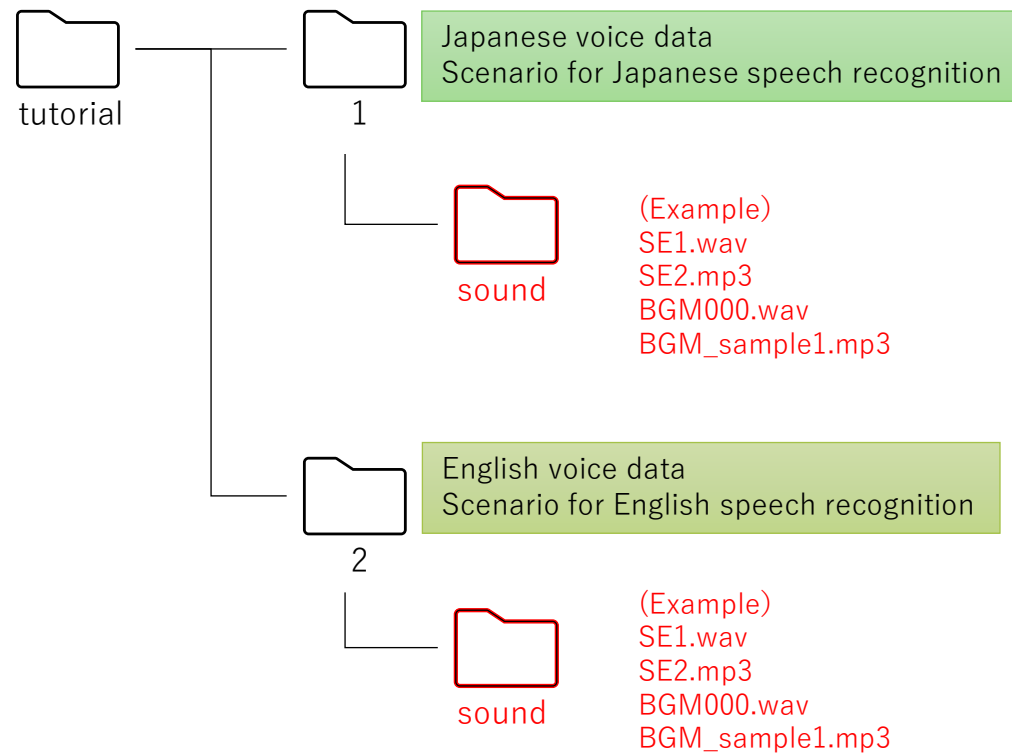 Japanese voice data
Scenario for Japanese speech recognition
tutorial
1
(Example)
SE1.wav
SE2.mp3
BGM000.wav
BGM_sample1.mp3
sound
English voice data
Scenario for English speech recognition
2
(Example)
SE1.wav
SE2.mp3
BGM000.wav
BGM_sample1.mp3
sound